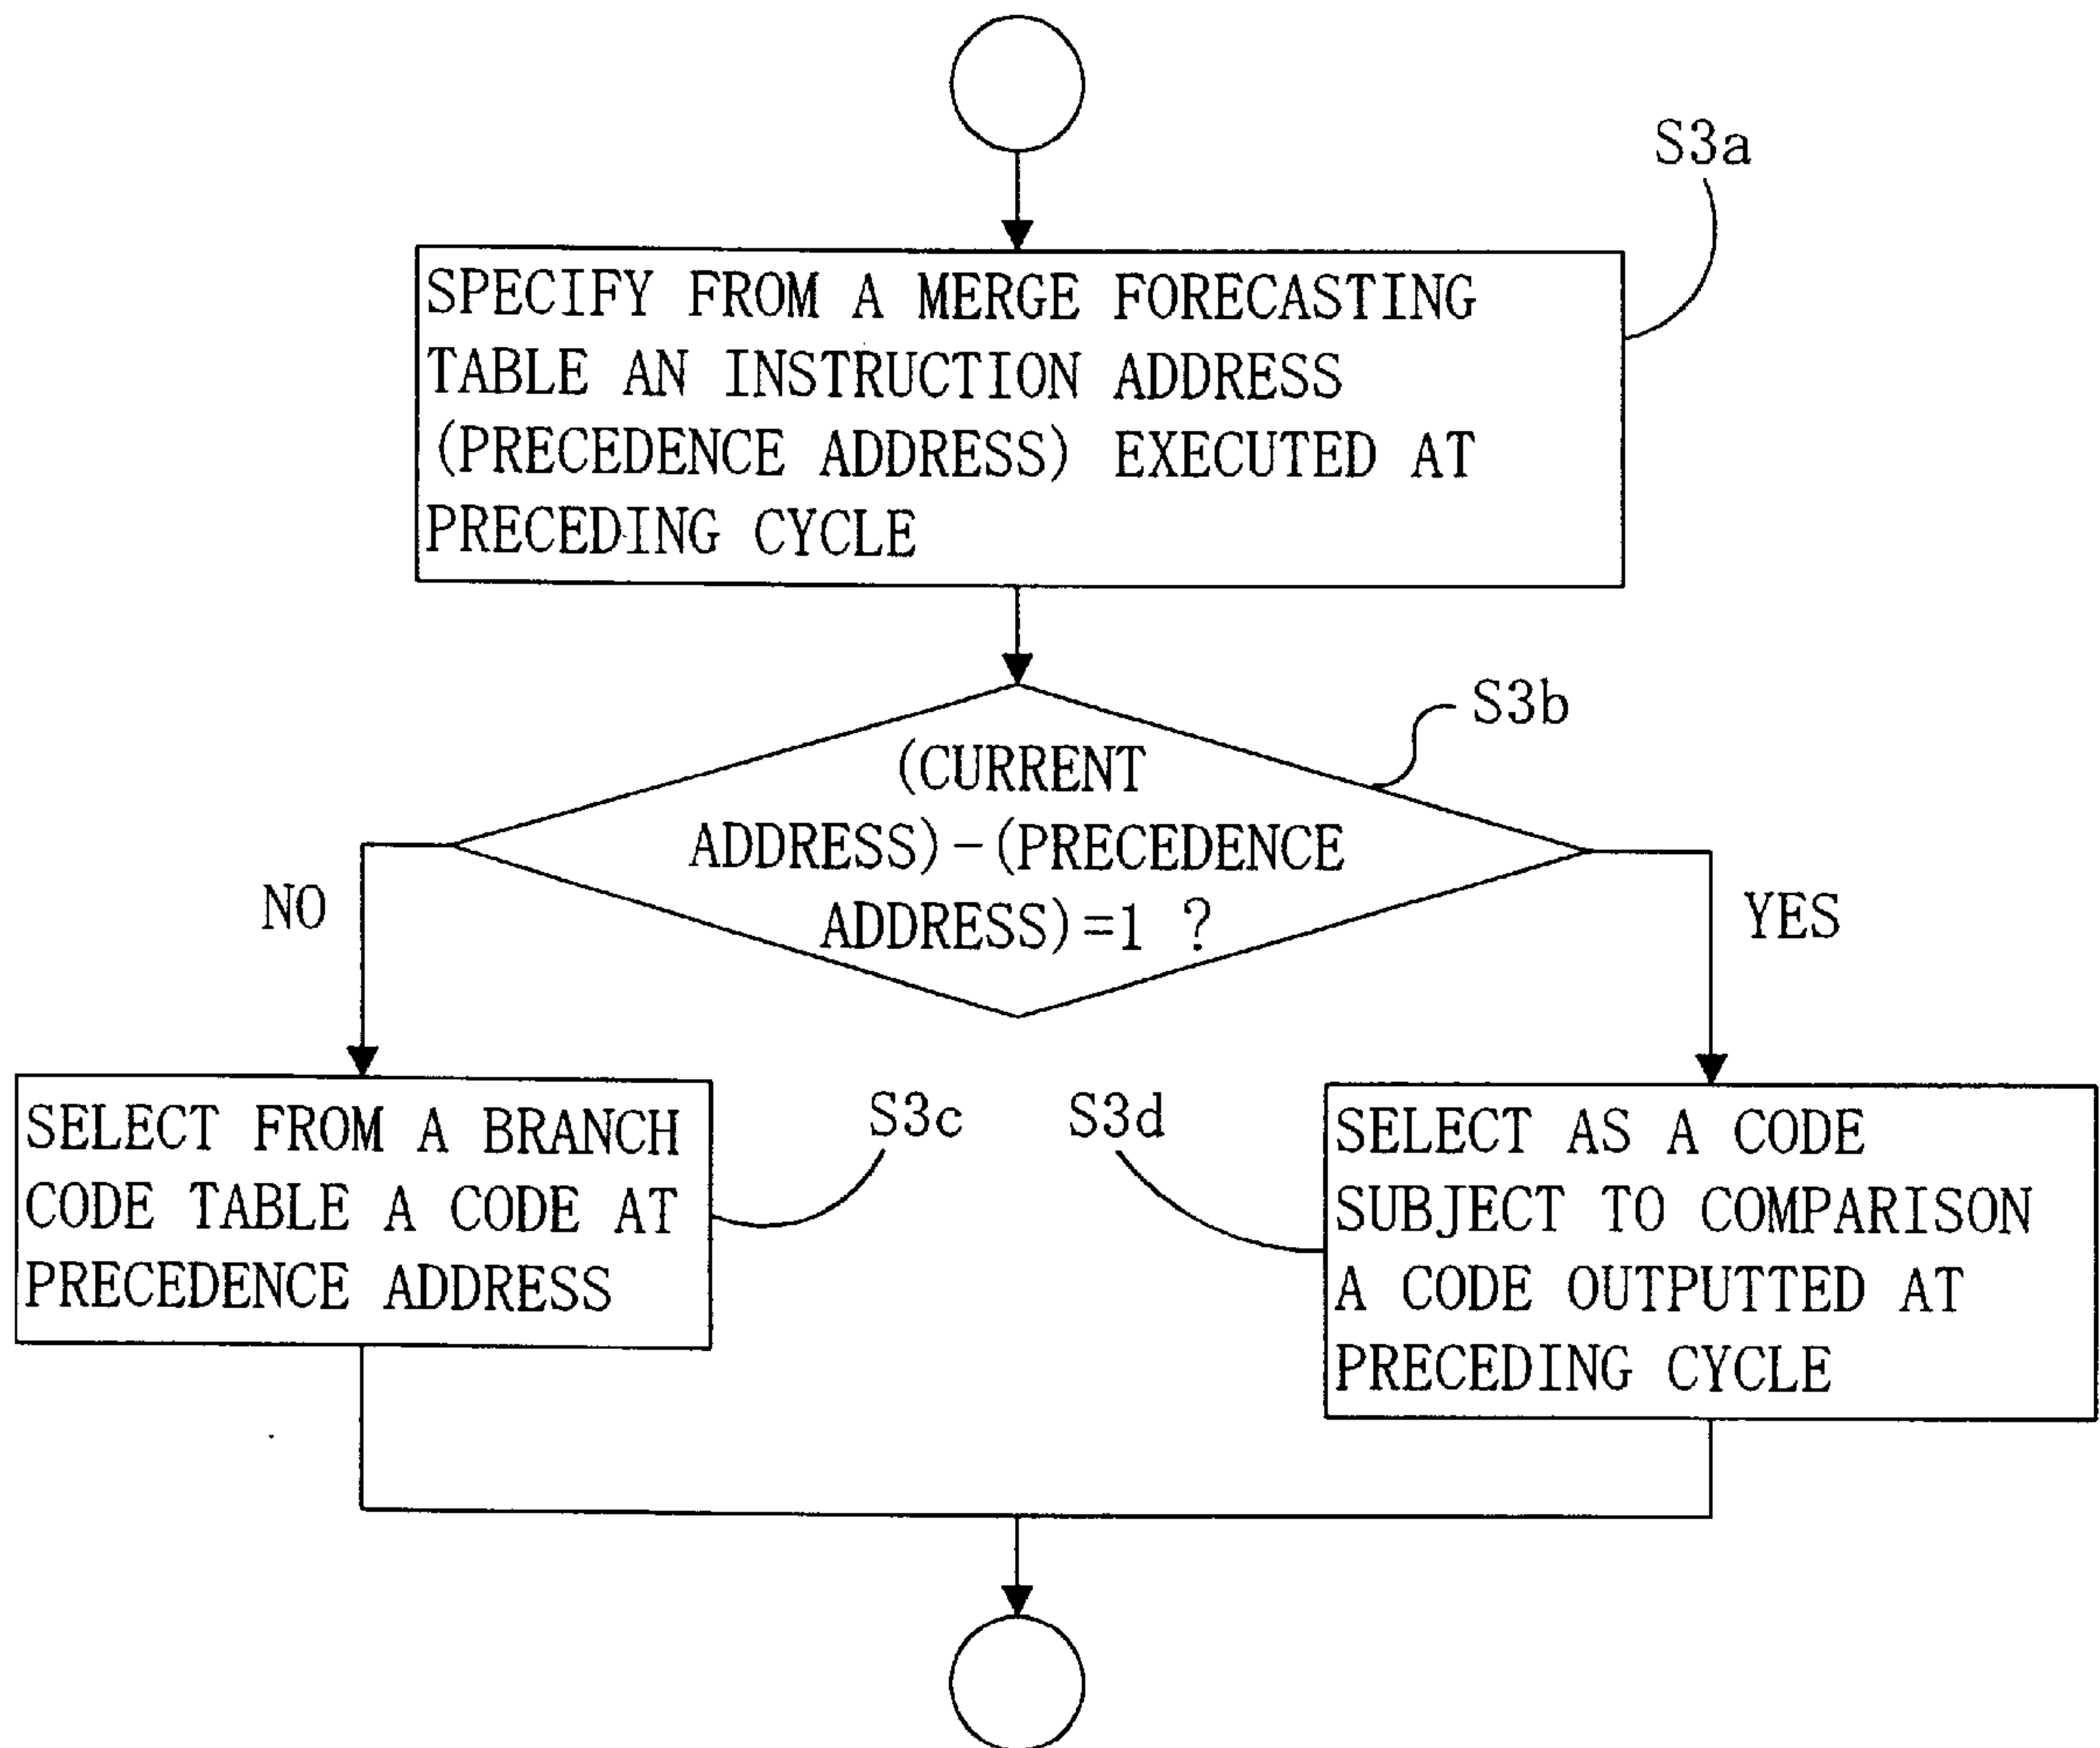 S3a
SPECIFY FROM A MERGE FORECASTING
TABLE AN INSTRUCTION ADDRESS
(PRECEDENCE ADDRESS) EXECUTED AT
PRECEDING CYCLE
S3b
(CURRENT
ADDRESS)-(PRECEDENCE
ADDRESS)=1 ?
NO
YES
S3c
SELECT FROM A BRANCH
CODE TABLE A CODE AT
PRECEDENCE ADDRESS
S3d
SELECT AS A CODE
SUBJECT TO COMPARISON
A CODE OUTPUTTED AT
PRECEDING CYCLE